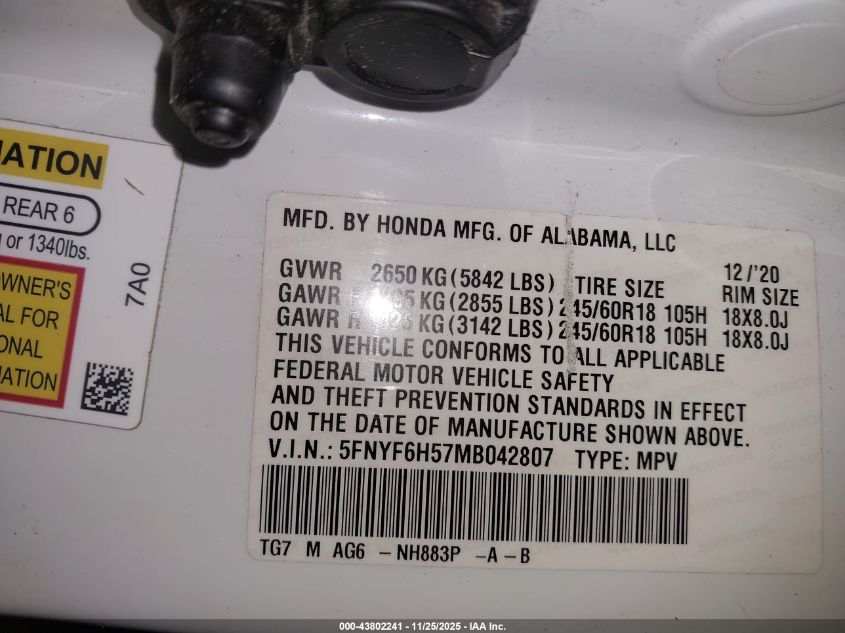 ATION
REAR 6
or 1340lbs.
OWNER'S
AL FOR
ONAL
MATION
7A0
MFD. BY HONDA MFG. OF ALABAMA, LLC
12/'20
GVWR 2650 KG (5842 LBS) TIRE SIZE RIM SIZE
GAWR KG (2855 LBS) 245/60R18 105H 18X8.0J
GAWR R KG (3142 LBS) 245/60R18 105H 18X8.0J
THIS VEHICLE CONFORMS TO ALL APPLICABLE
FEDERAL MOTOR VEHICLE SAFETY
AND THEFT PREVENTION STANDARDS IN EFFECT
ON THE DATE OF MANUFACTURE SHOWN ABOVE.
V.I.N.: 5FNYF6H57MB042807 TYPE: MPV
TG7 M AG6 - NH883P - A - B
000-43802241 - 11/25/2025 - IAA Inc.